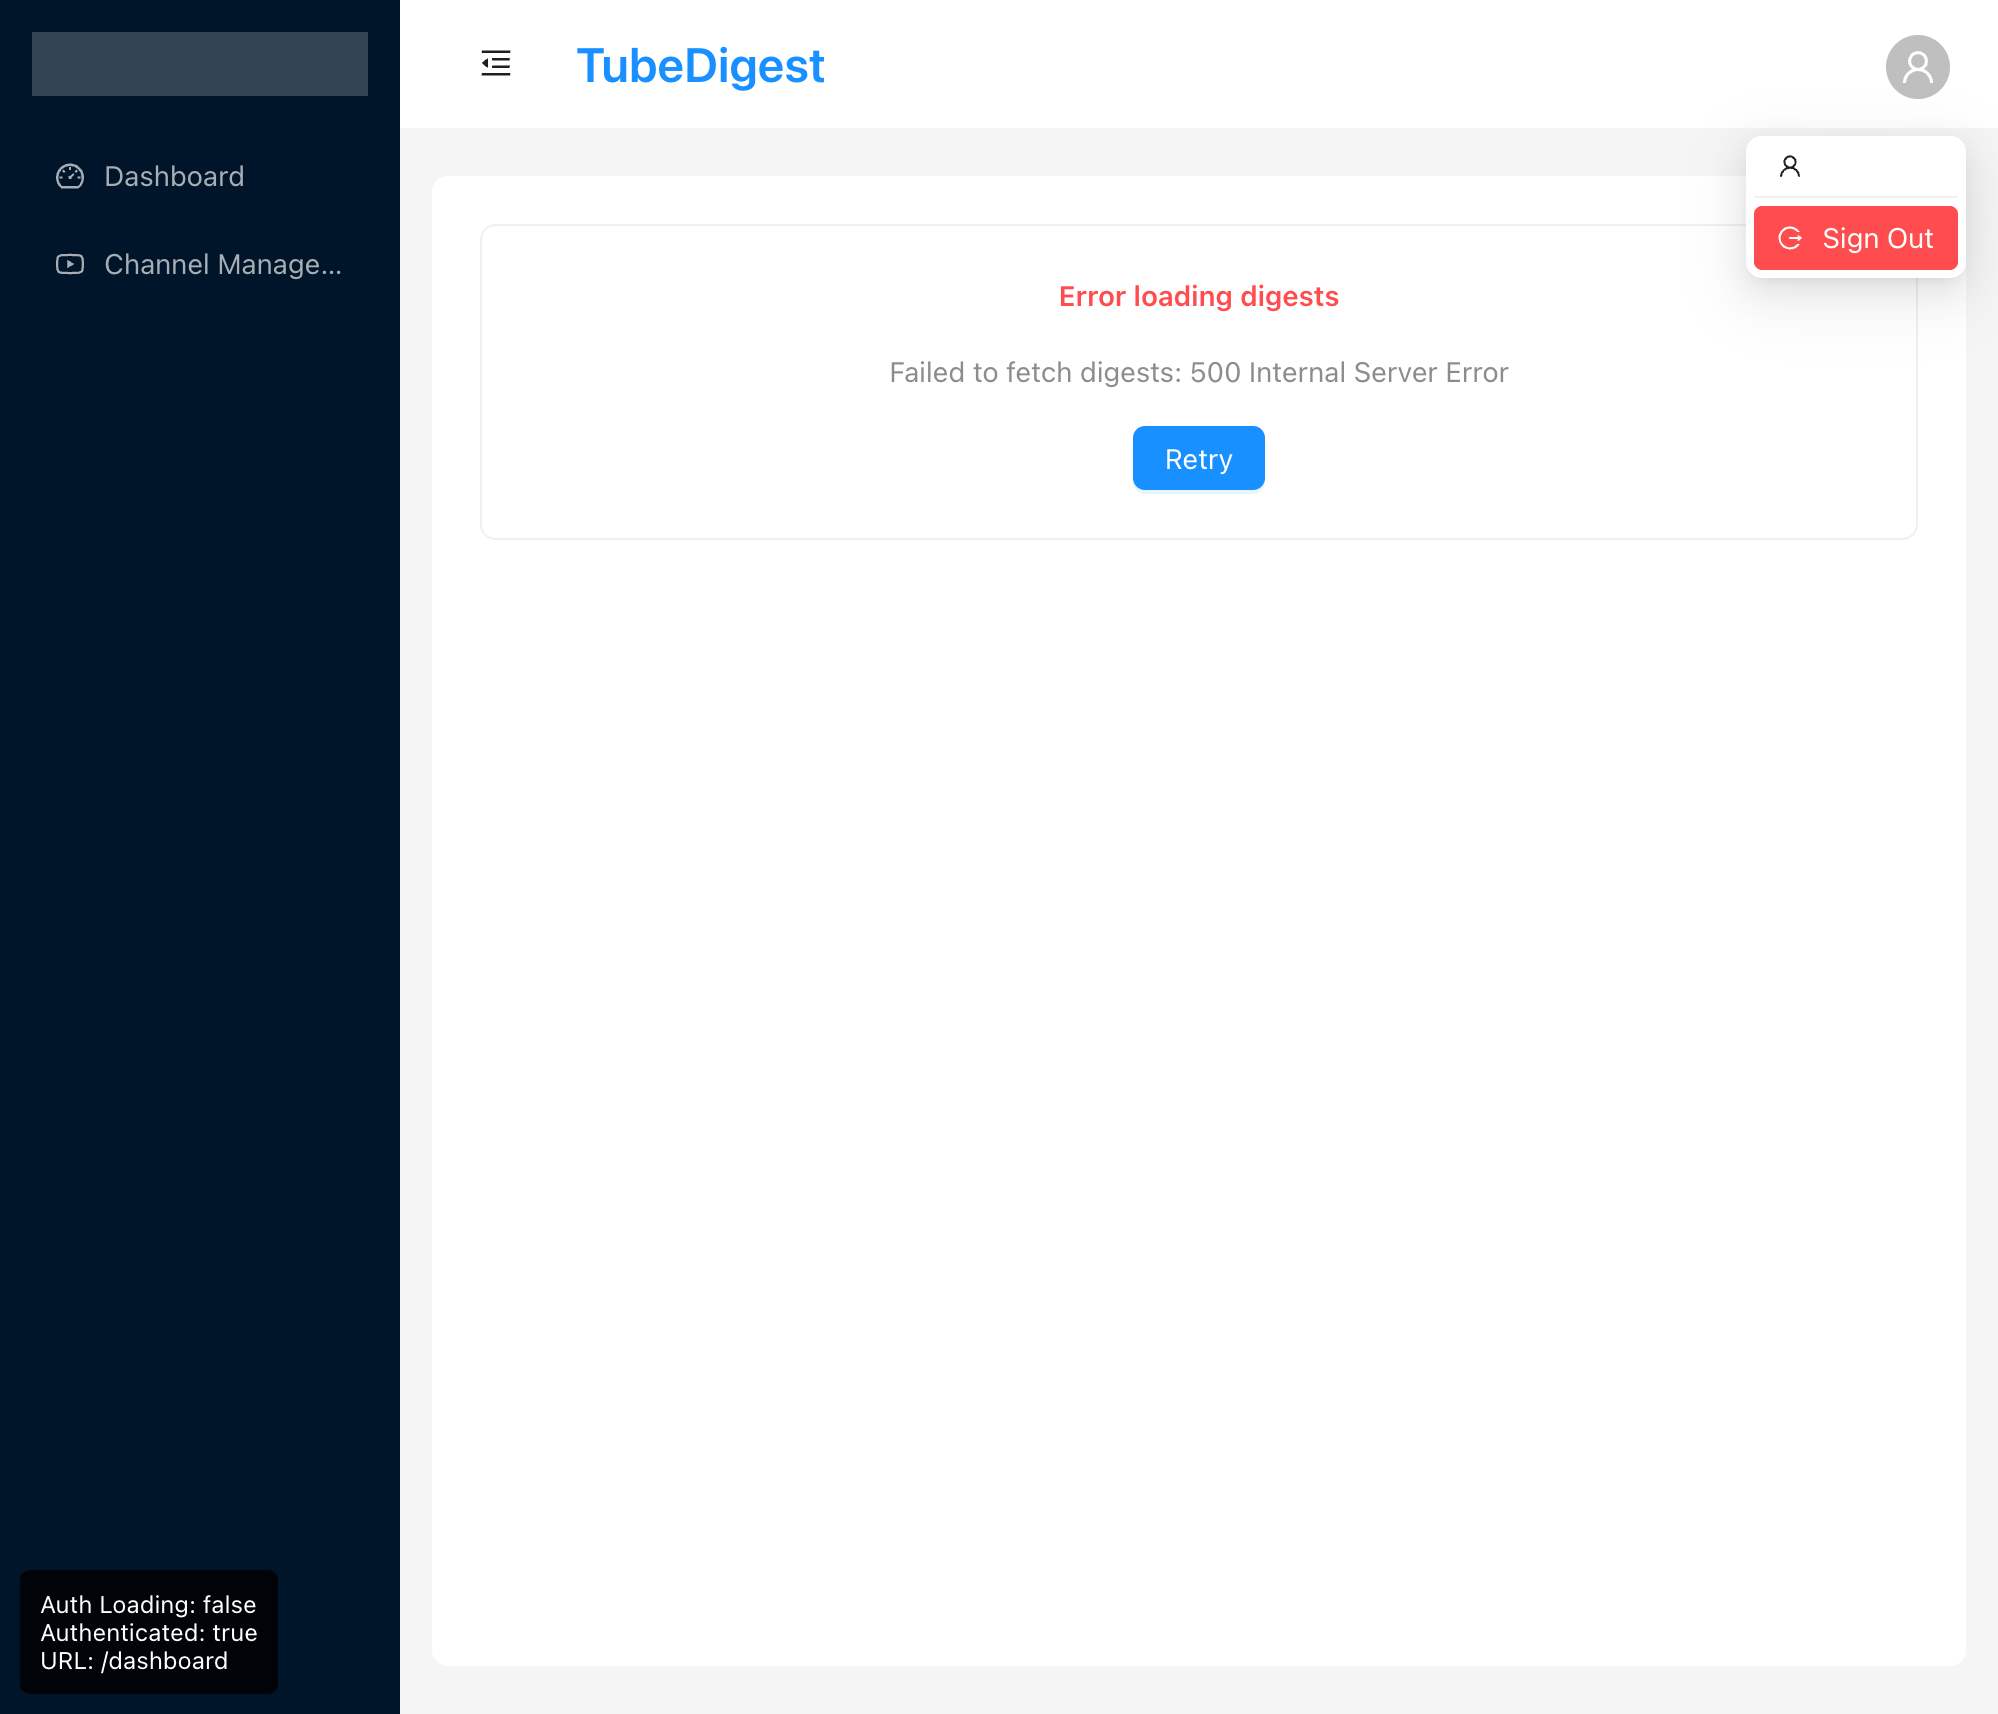 TubeDigest
Dashboard
Channel Manage...
Sign Out
Error loading digests
Failed to fetch digests: 500 Internal Server Error
Retry
Auth Loading: false
Authenticated: true
URL: /dashboard